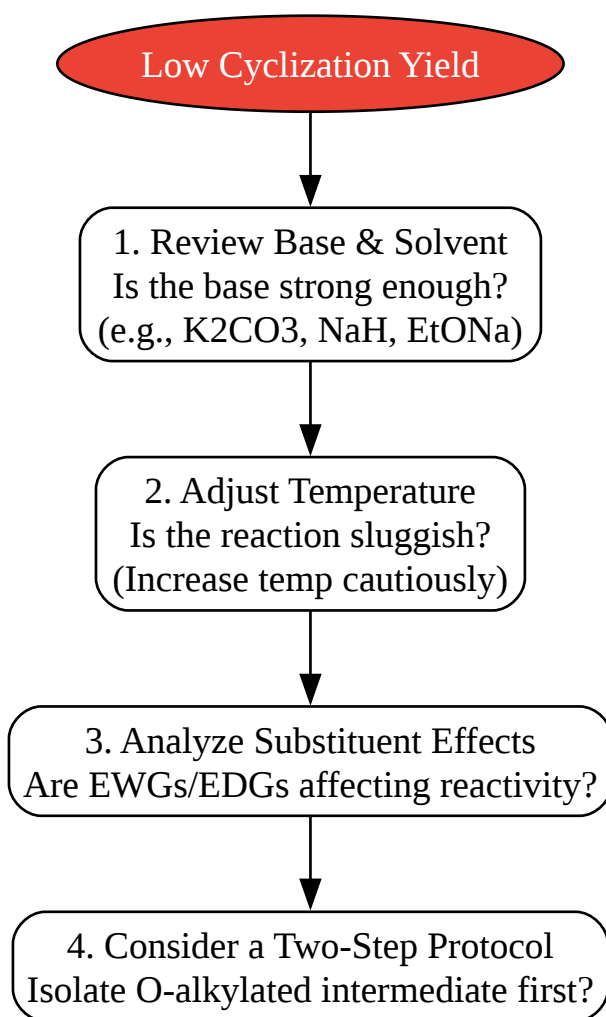 Low Cyclization Yield
1. Review Base & Solvent
Is the base strong enough?
(e.g., K2CO3, NaH, EtONa)
2. Adjust Temperature
Is the reaction sluggish?
(Increase temp cautiously)
3. Analyze Substituent Effects
Are EWGs/EDGs affecting reactivity?
4. Consider a Two-Step Protocol
Isolate O-alkylated intermediate first?